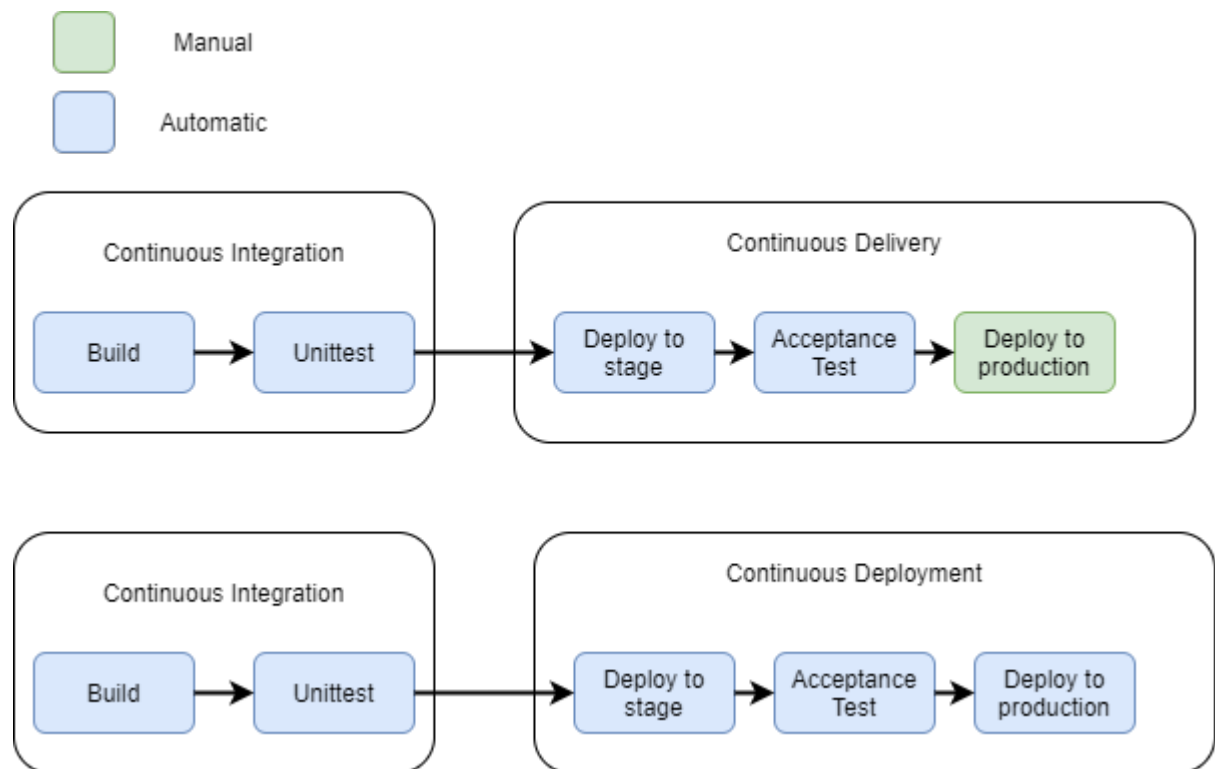 Manual
Automatic
Continuous Integration
Build
Unittest
Continuous Delivery
Deploy to
stage
Acceptance
Test
Deploy to
production
Continuous Integration
Build
Unittest
Continuous Deployment
Deploy to
stage
Acceptance
Test
Deploy to
production